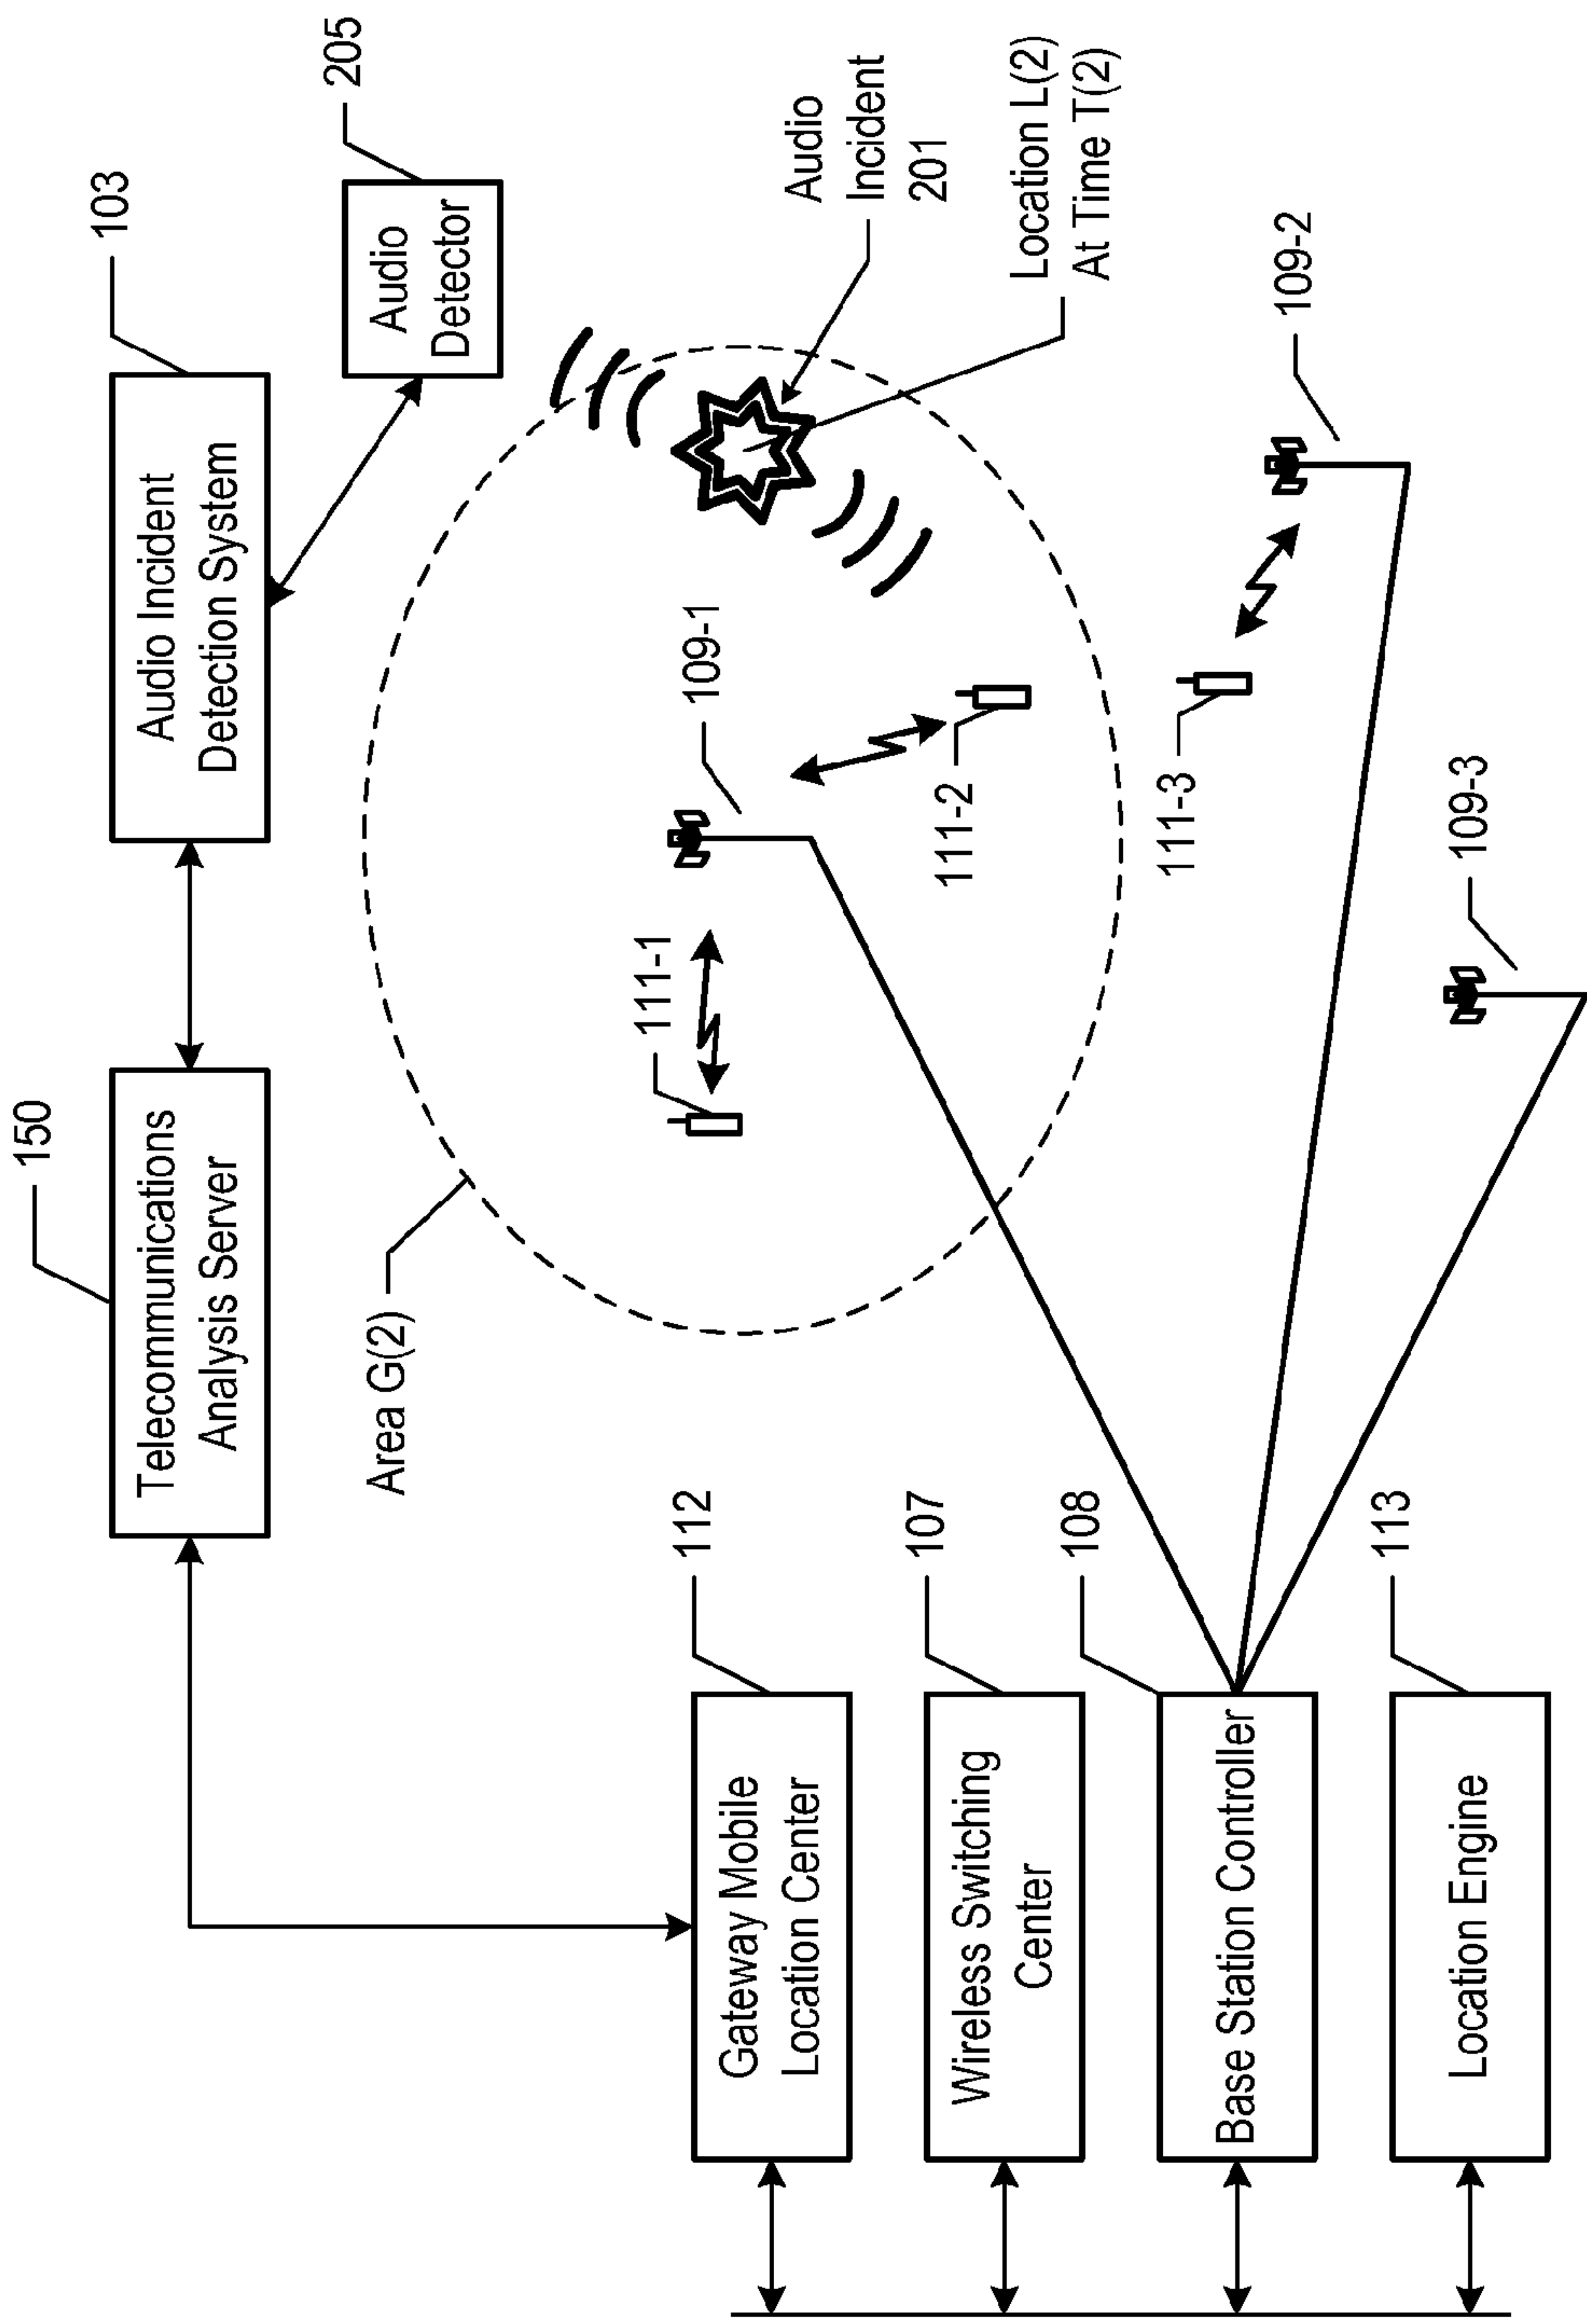 150
Telecommunications
Analysis Server
103
Audio Incident
Detection System
205
Audio
Detector
Area G(2)
112
Gateway Mobile
Location Center
107
Wireless Switching
Center
108
Base Station Controller
113
Location Engine
111-1
109-1
111-2
111-3
109-2
109-3
Audio
Incident
201
Location L(2)
At Time T(2)